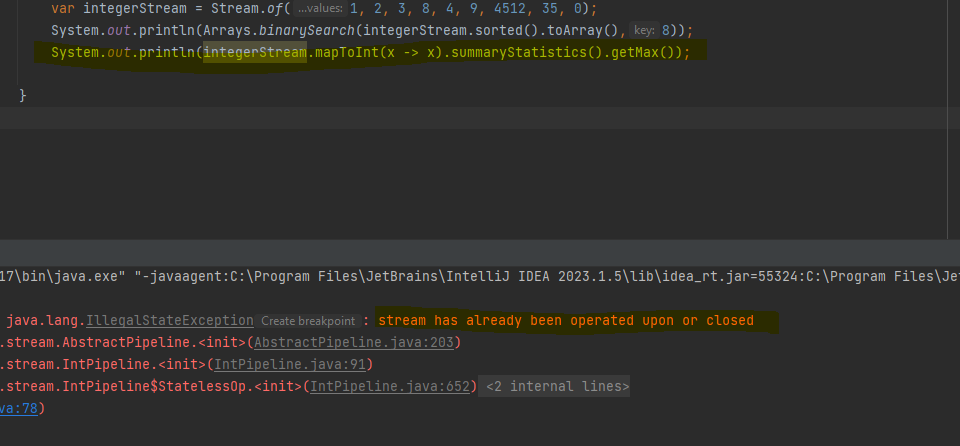 var integerStream = Stream.of( ...values: 1, 2, 3, 8, 4, 9, 4512, 35, 0);
System.out.println(Arrays.binarySearch(integerStream.sorted().toArray(), key: 8));
System.out.println(integerStream.mapToInt(x -> x).summaryStatistics().getMax());
}
17\bin\java.exe" "-javaagent:C:\Program Files\JetBrains\IntelliJ IDEA 2023.1.5\lib\idea_rt.jar=55324:C:\Program Files\Jet
java.lang.IllegalStateException Create breakpoint : stream has already been operated upon or closed
.stream.AbstractPipeline.<init>(AbstractPipeline.java:203)
.stream.IntPipeline.<init>(IntPipeline.java:91)
.stream.IntPipeline$StatelessOp.<init>(IntPipeline.java:652) <2 internal lines>
va:78)